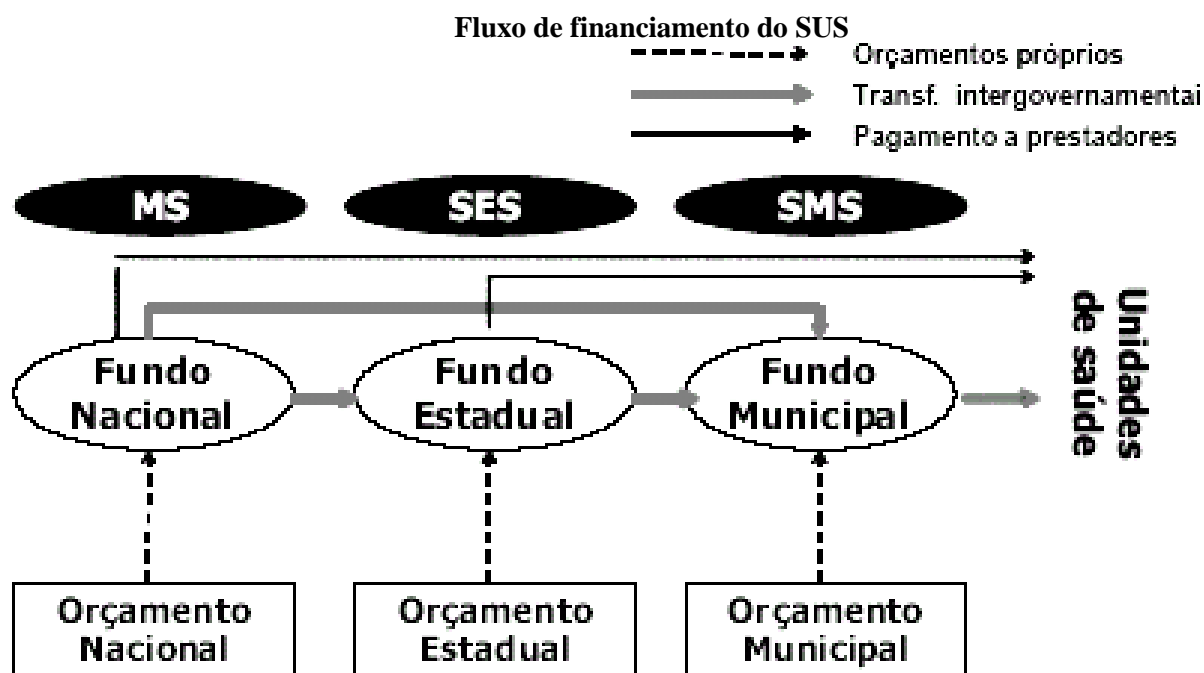 Fluxo de financiamento do SUS
Orçamentos próprios
Transf. intergovernamentai
Pagamento a prestadores
MS
SES
SMS
Fundo
Nacional
Fundo
Estadual
Fundo
Municipal
Unidades
de saúde
Orçamento
Nacional
Orçamento
Estadual
Orçamento
Municipal